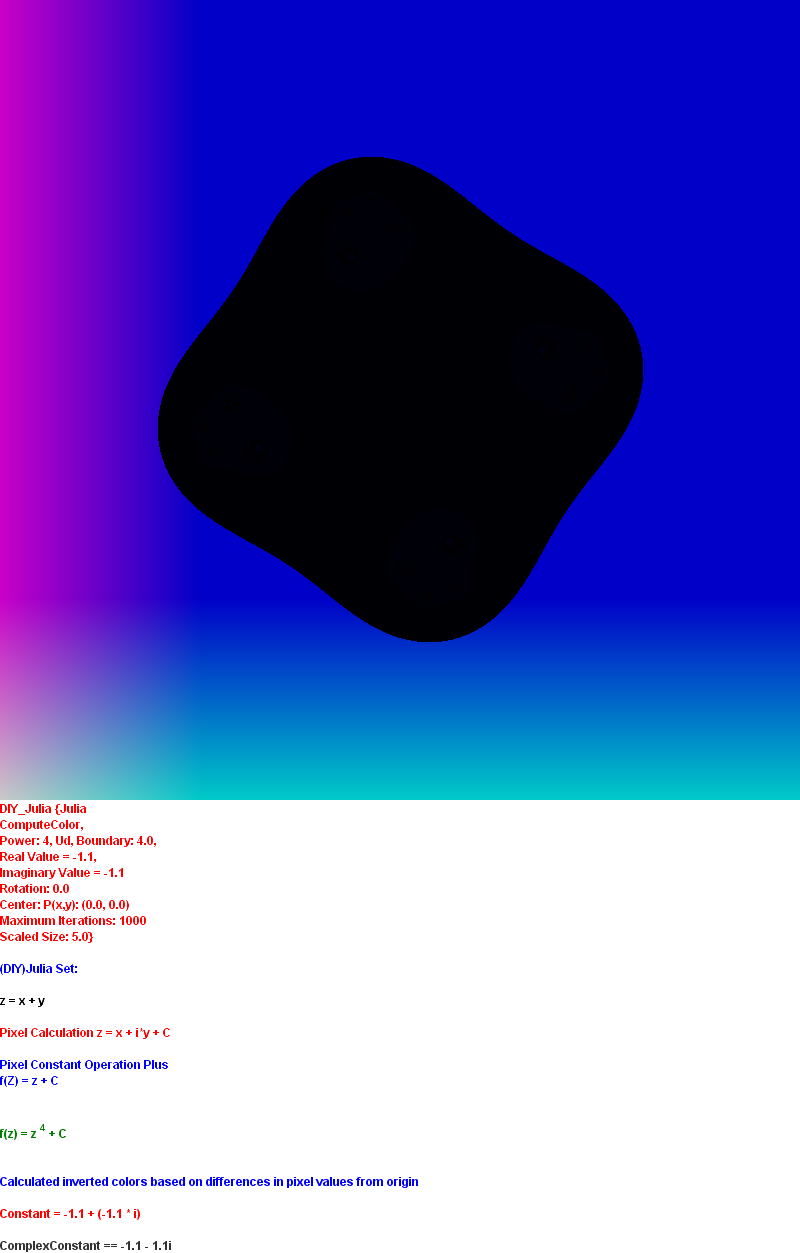 DIY_Julia {Julia
ComputeColor,
Power: 4, Ud, Boundary: 4.0,
Real Value = -1.1,
Imaginary Value = -1.1
Rotation: 0.0
Center: P(x,y): (0.0, 0.0)
Maximum Iterations: 1000
Scaled Size: 5.0}
(DIY)Julia Set:
z = x + y
Pixel Calculation z = x + i*y + C
Pixel Constant Operation Plus
f(Z) = z + C
f(z) = z ⁴ + C
Calculated inverted colors based on differences in pixel values from origin
Constant = -1.1 + (-1.1 * i)
ComplexConstant == -1.1 - 1.1i